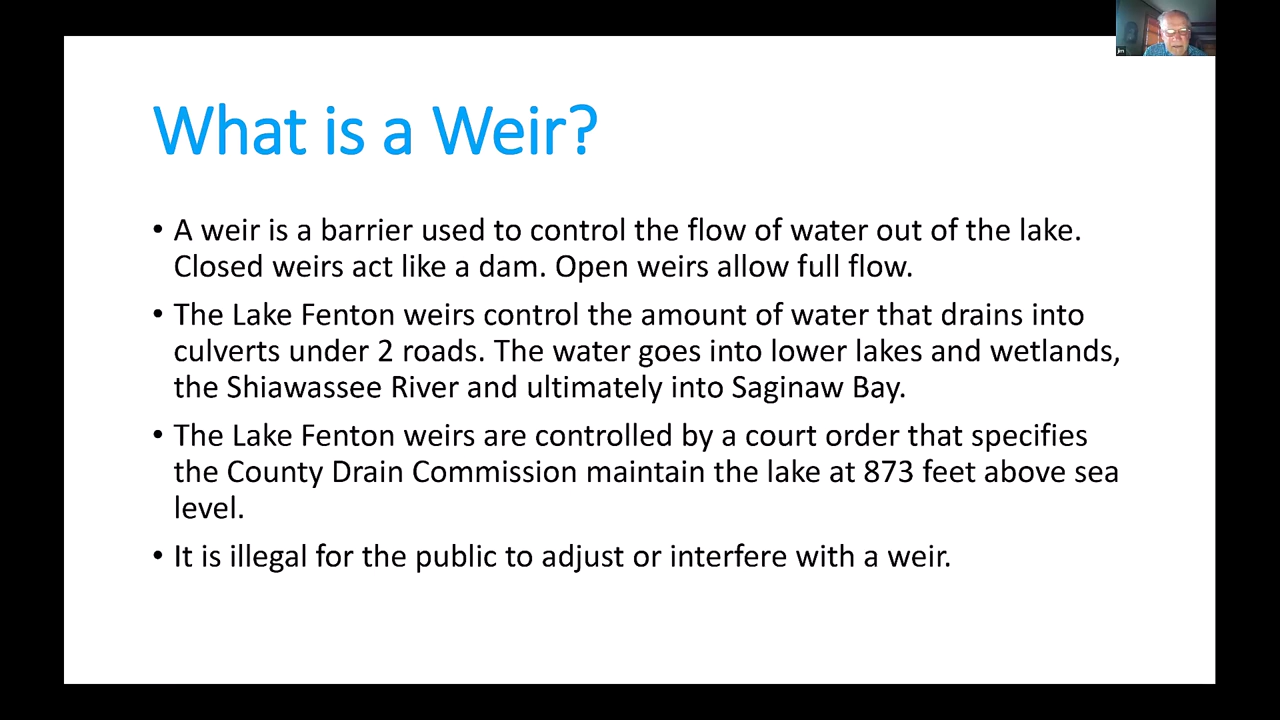 What is a Weir?
• A weir is a barrier used to control the flow of water out of the lake.
Closed weirs act like a dam. Open weirs allow full flow.
• The Lake Fenton weirs control the amount of water that drains into
culverts under 2 roads. The water goes into lower lakes and wetlands,
the Shiawassee River and ultimately into Saginaw Bay.
• The Lake Fenton weirs are controlled by a court order that specifies
the County Drain Commission maintain the lake at 873 feet above sea
level.
• It is illegal for the public to adjust or interfere with a weir.